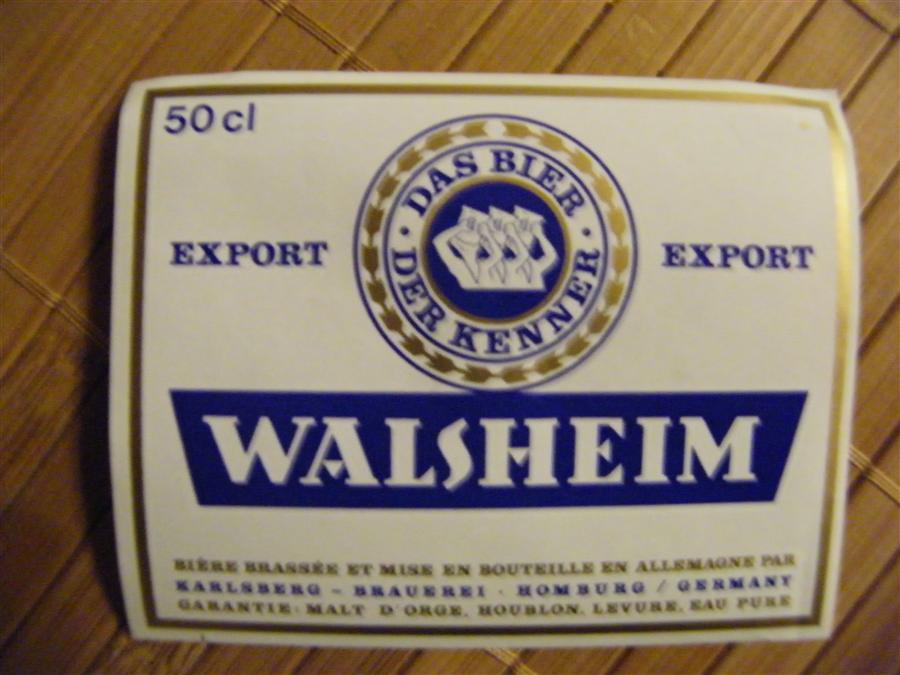 50 cl
DAS BIER
DER KENNER
EXPORT
EXPORT
WALSHEIM
BIÈRE BRASSÉE ET MISE EN BOUTEILLE EN ALLEMAGNE PAR
KARLSBERG – BRAUEREI · HOMBURG / GERMANY
GARANTIE: MALT D'ORGE, HOUBLON, LEVURE, EAU PURE